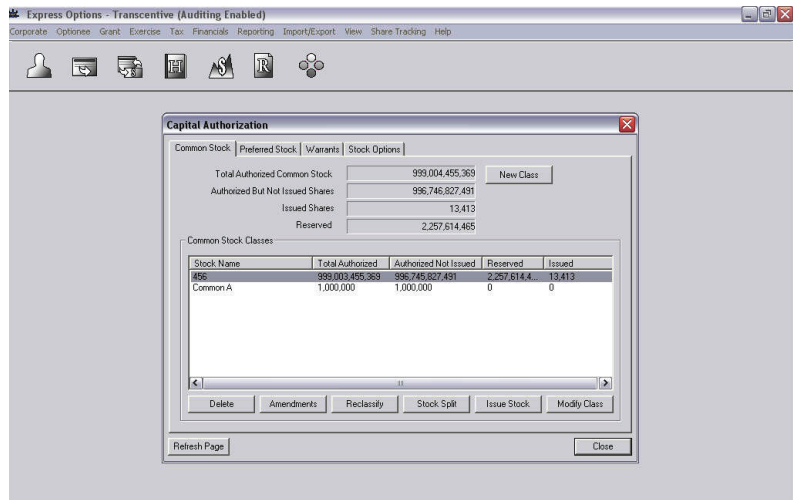 Express Options - Transcentive (Auditing Enabled)
Corporate Optionee Grant Exercise Tax Financials Reporting Import/Export View Share Trading Help
H $ R
Capital Authorization
Common Stock Preferred Stock Warrants Stock Options
Total Authorized Common Stock 999,004,455,369 New Class
Authorized But Not Issued Shares 996,746,827,491
Issued Shares 13,413
Reserved 2,257,614,465
Common Stock Classes
Stock Name Total Authorized Authorized Not Issued Reserved Issued
456 999,003,455,369 996,745,827,491 2,257,614,4... 13,413
Common A 1,000,000 1,000,000 0 0
Delete Amendments Reclassify Stock Split Issue Stock Modify Class
Refresh Page Close